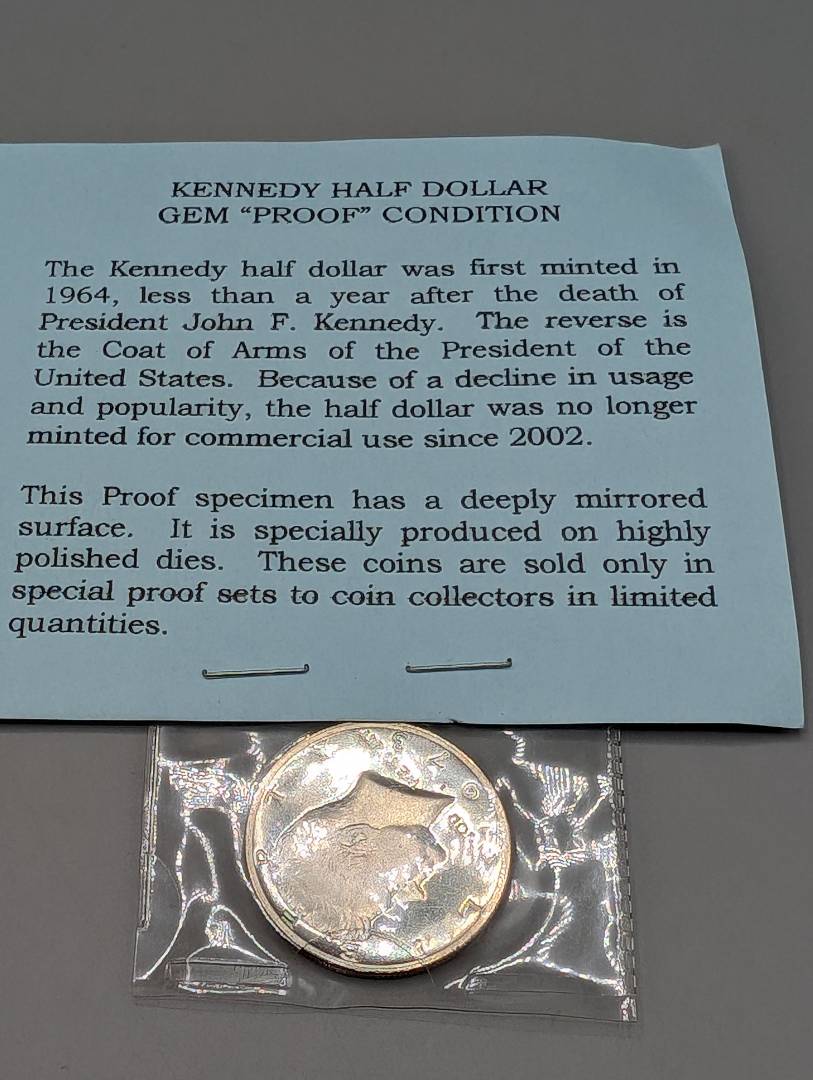 KENNEDY HALF DOLLAR
GEM “PROOF” CONDITION
The Kennedy half dollar was first minted in
1964, less than a year after the death of
President John F. Kennedy. The reverse is
the Coat of Arms of the President of the
United States. Because of a decline in usage
and popularity, the half dollar was no longer
minted for commercial use since 2002.
This Proof specimen has a deeply mirrored
surface. It is specially produced on highly
polished dies. These coins are sold only in
special proof sets to coin collectors in limited
quantities.